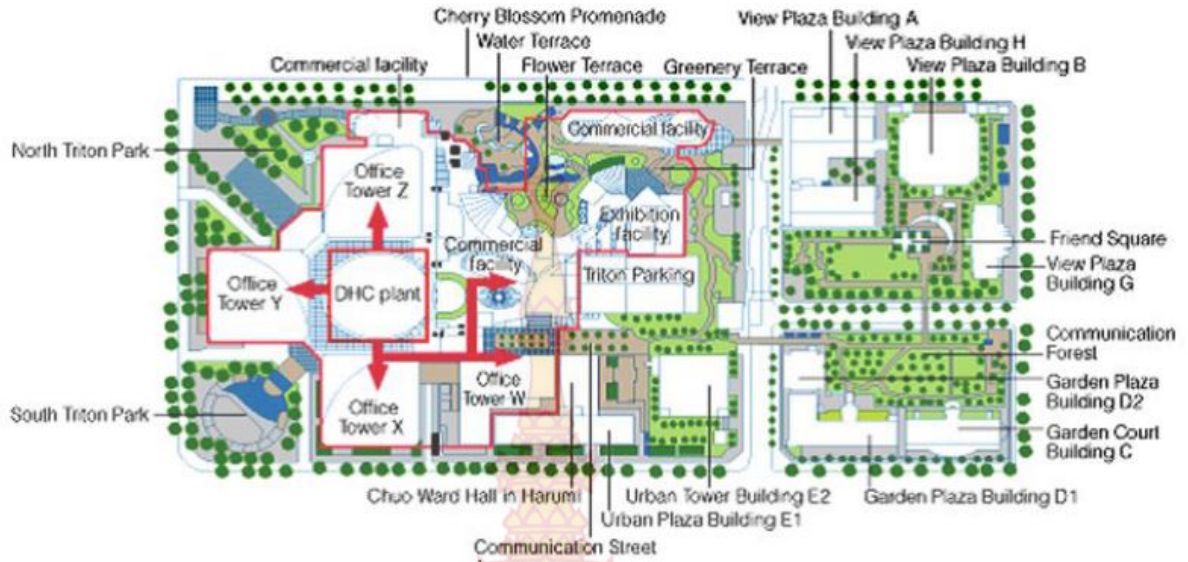 Cherry Blossom Promenade
View Plaza Building A
Water Terrace
View Plaza Building H
Commercial facility
Flower Terrace
Greenery Terrace
View Plaza Building B
Commercial facility
North Triton Park
Office
Tower Z
Exhibition
facility
Commercial
facility
Friend Square
Office
Tower Y
DHC plant
Triton Parking
View Plaza
Building G
Communication
Forest
Office
Tower W
Garden Plaza
Building D2
South Triton Park
Office
Tower X
Garden Court
Building C
Chuo Ward Hall in Harumi
Urban Tower Building E2
Garden Plaza Building D1
Urban Plaza Building E1
Communication Street